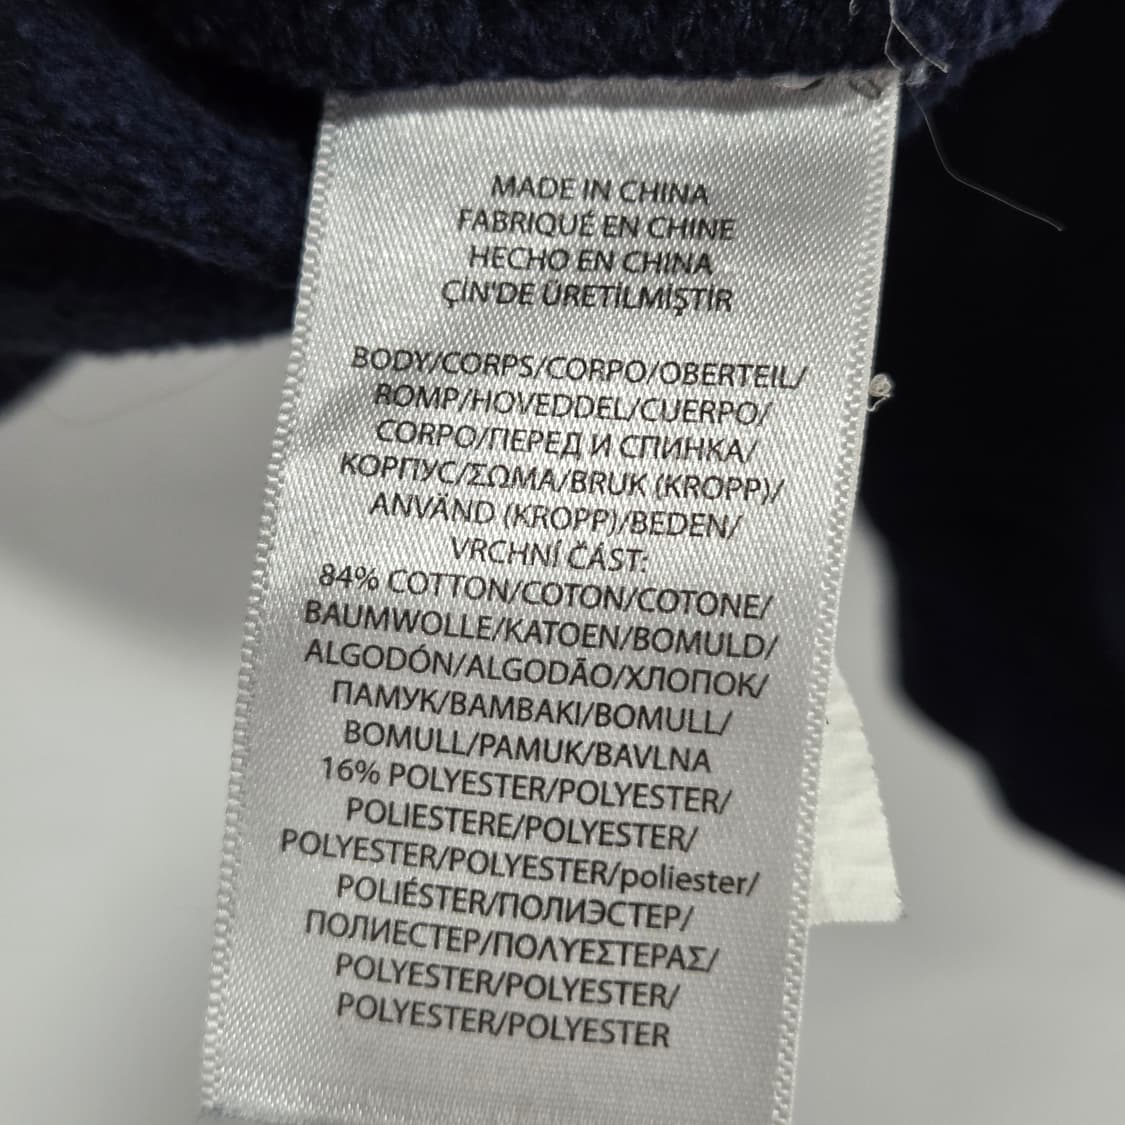 MADE IN CHINA
FABRIQUÉ EN CHINE
HECHO EN CHINA
ÇİN'DE ÜRETİLMİŞTİR
BODY/CORPS/CORPO/OBERTEIL/
ROMP/HOVEDDEL/CUERPO/
CORPO/ПЕРЕД И СПИНКА/
КОРПУС/ΣΩΜΑ/BRUK (KROPP)/
ANVÄND (KROPP)/BEDEN/
VRCHNÍ ČÁST:
84% COTTON/COTON/COTONE/
BAUMWOLLE/KATOEN/BOMULD/
ALGODÓN/ALGODÃO/ХЛОПОК/
ПАМУК/BAMBAKI/BOMULL/
BOMULL/PAMUK/BAVLNA
16% POLYESTER/POLYESTER/
POLIESTERE/POLYESTER/
POLYESTER/POLYESTER/poliester/
POLIÉSTER/ПОЛИЭСТЕР/
ПОЛИЕСТЕР/ΠΟΛΥΕΣΤΕΡΑΣ/
POLYESTER/POLYESTER/
POLYESTER/POLYESTER